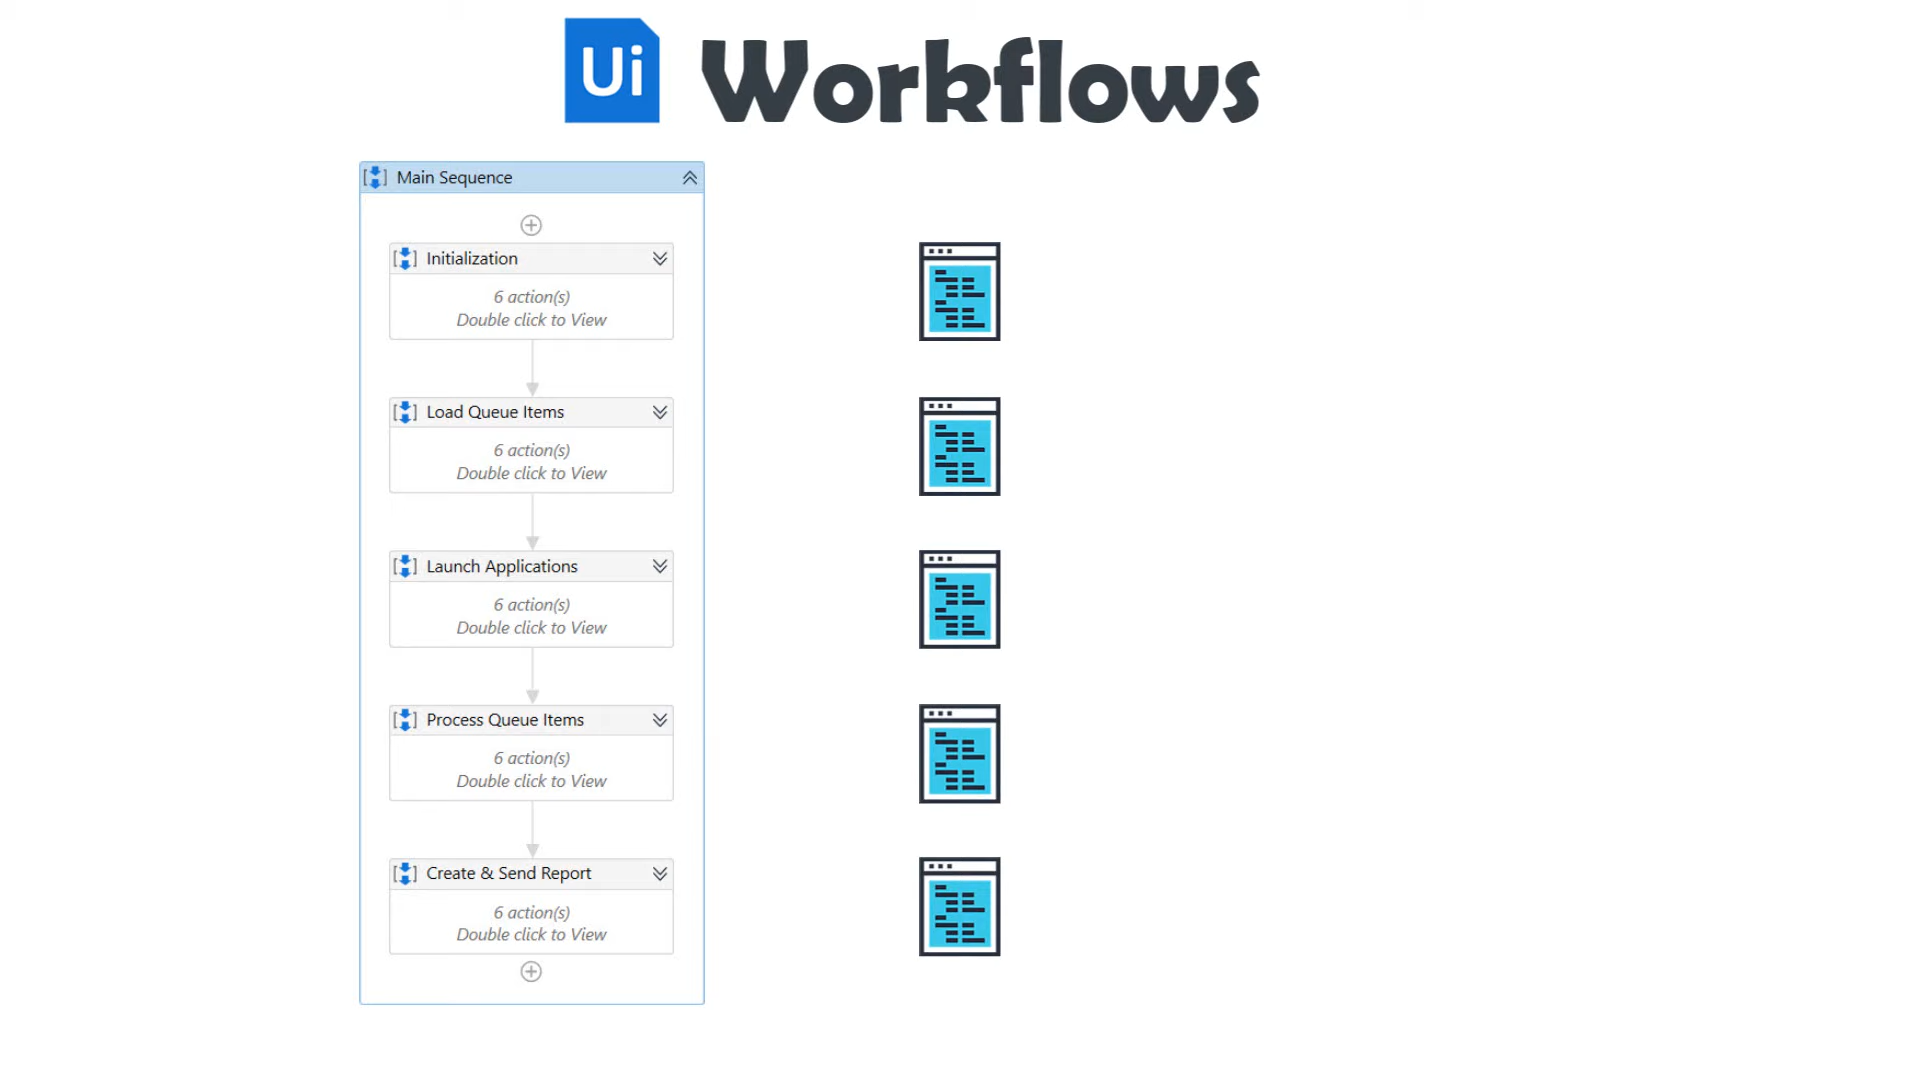 Ui Workflows
Main Sequence
Initialization
6 action(s)
Double click to View
Load Queue Items
6 action(s)
Double click to View
Launch Applications
6 action(s)
Double click to View
Process Queue Items
6 action(s)
Double click to View
Create & Send Report
6 action(s)
Double click to View